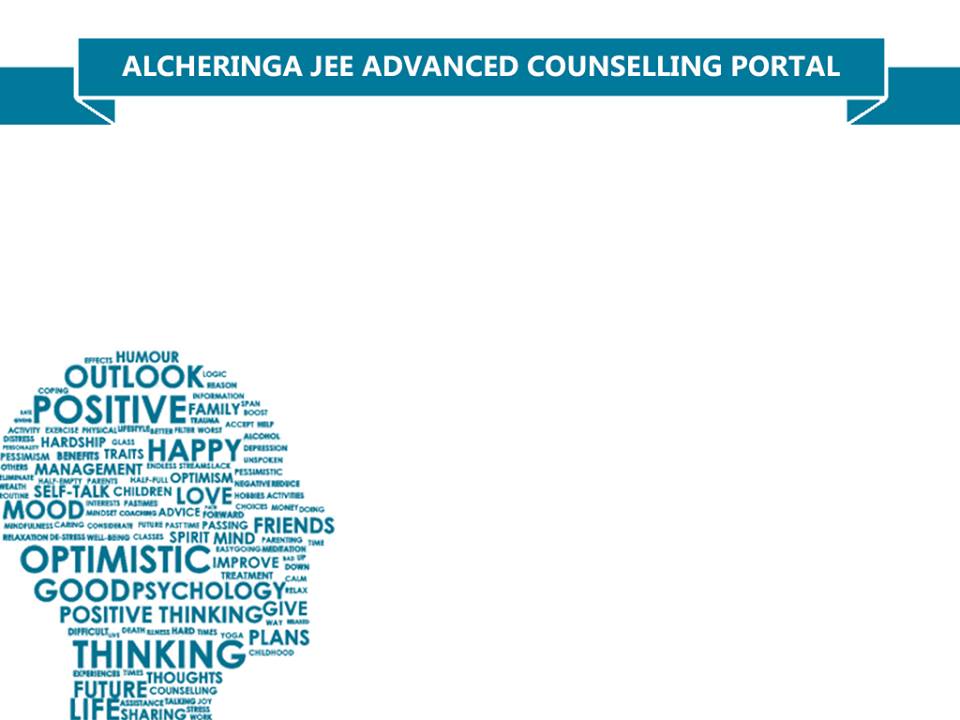 ALCHERINGA JEE ADVANCED COUNSELLING PORTAL
EFFECTS HUMOUR
OUTLOOK LOGIC
COPING REASON
INFORMATION
POSITIVE FAMILY SPAN
BOOST
TRAUMA ACCEPT HELP
ACTIVITY EXERCISE PHYSICAL LIFESTYLE BETTER FILTER WORST
DISTRESS HARDSHIP GLASS HAPPY ALCOHOL
PERSONALITY DEPRESSION
PESSIMISM BENEFITS TRAITS UNSPOKEN
OTHERS MANAGEMENT ENDLESS STREAMS LACK PESSIMISTIC
ELIMINATE HALF-EMPTY PARENTS HALF-FULL OPTIMISM NEGATIVE REDUCE
WEALTH
ROUTINE SELF-TALK CHILDREN LOVE HOBBIES ACTIVITIES
MOOD INTERESTS PASTIMES PAIN CHOICES MONEY DOING
MINDSET COACHING ADVICE FORWARD
MINDFULNESS CARING CONSIDERATE FUTURE PAST TIME PASSING FRIENDS
RELAXATION DE-STRESS WELL-BEING CLASSES SPIRIT MIND PARENTING TIME
OPTIMISTIC EASYGOING MEDITATION
IMPROVE BAD UP
DOWN
TREATMENT CALM
GOOD PSYCHOLOGY RELAX
POSITIVE THINKING GIVE
WAY RELAXED
DIFFICULT LIVE DEATH ILLNESS HARD TIMES YOGA PLANS
THINKING CHILDHOOD
EXPERIENCES TIMES THOUGHTS
FUTURE COUNSELLING
LIFE ASSISTANCE TALKING JOY
SHARING STRESS
WORK